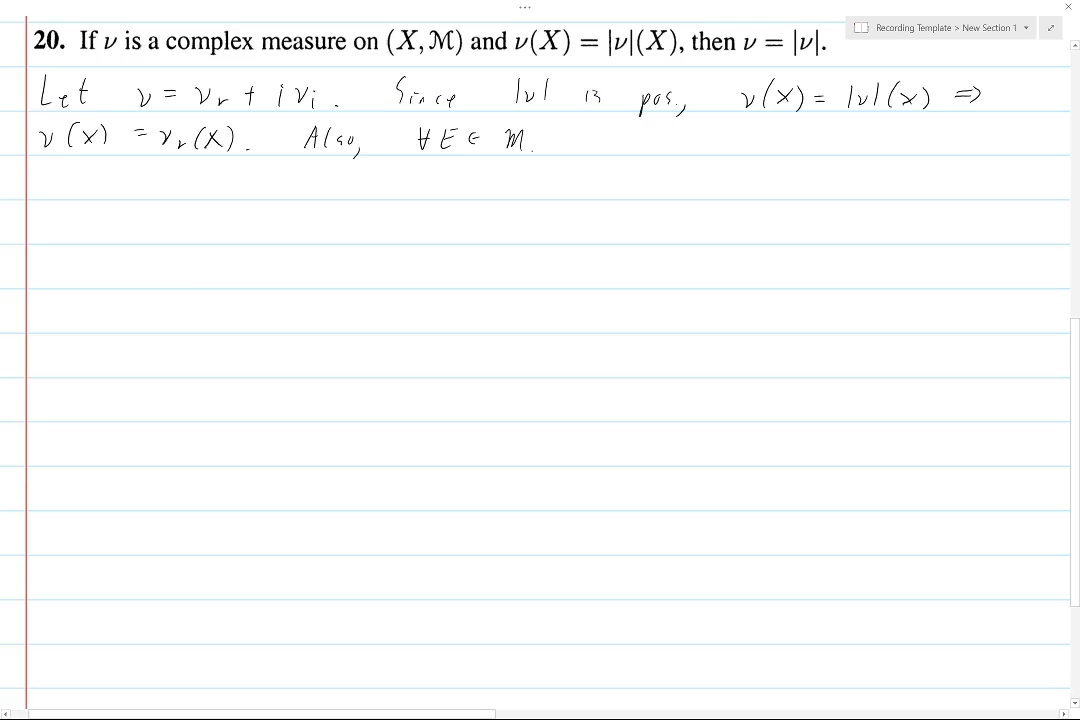 Recording Template > New Section 1
20. If ν is a complex measure on (X, ℳ) and ν(X) = |ν|(X), then ν = |ν|.
Let ν = ν_r + iν_i. Since |ν| is pos., ν(X) = |ν|(X) ⇒
ν(X) = ν_r(X). Also, ∀E ∈ ℳ.